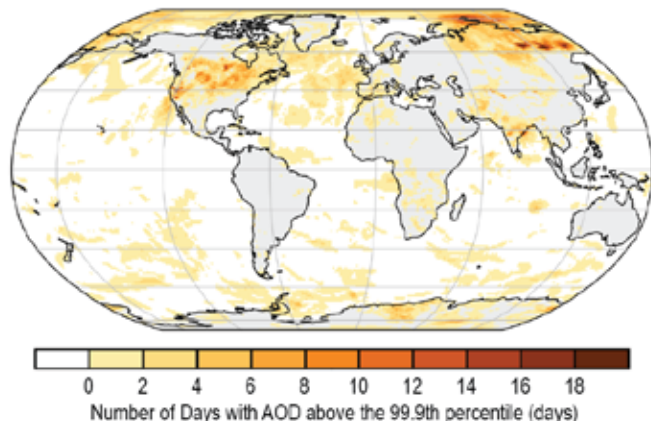 0 2 4 6 8 10 12 14 16 18
Number of Days with AOD above the 99.9th percentile (days)